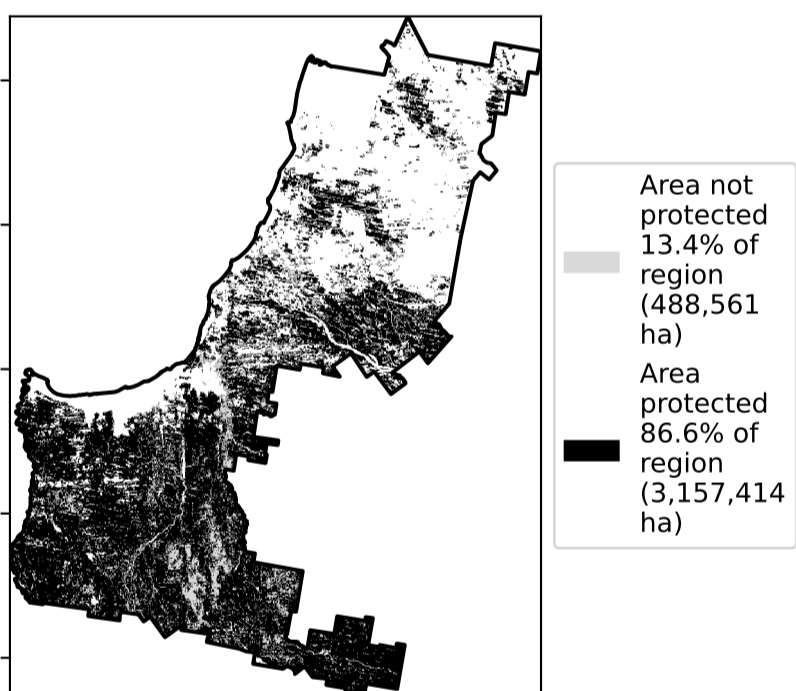 Area not
protected
13.4% of
region
(488,561
ha)
Area
protected
86.6% of
region
(3,157,414
ha)